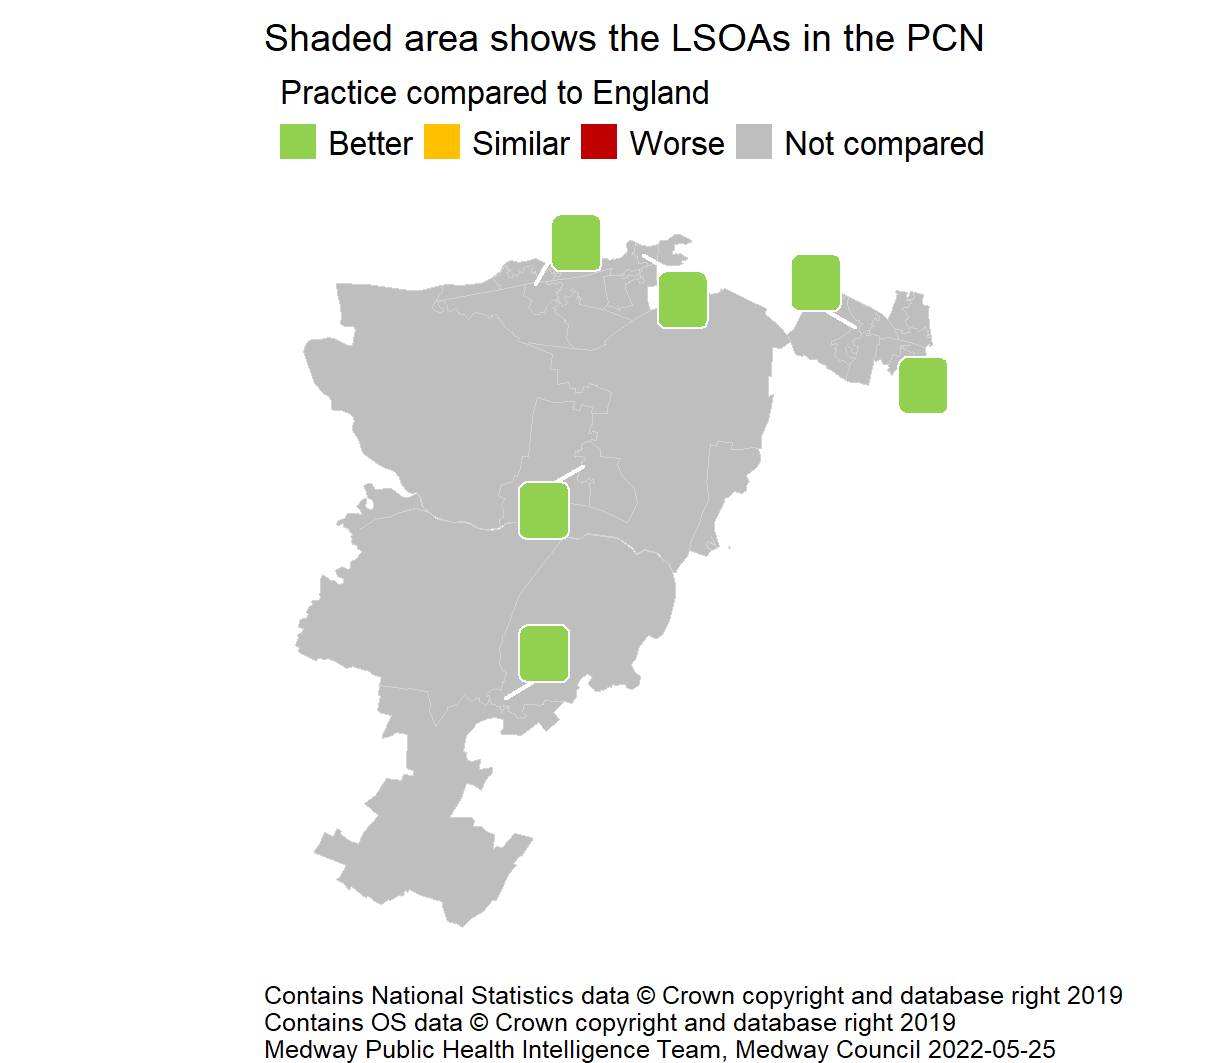 Shaded area shows the LSOAs in the PCN
Practice compared to England
Better Similar Worse Not compared
Contains National Statistics data © Crown copyright and database right 2019
Contains OS data © Crown copyright and database right 2019
Medway Public Health Intelligence Team, Medway Council 2022-05-25